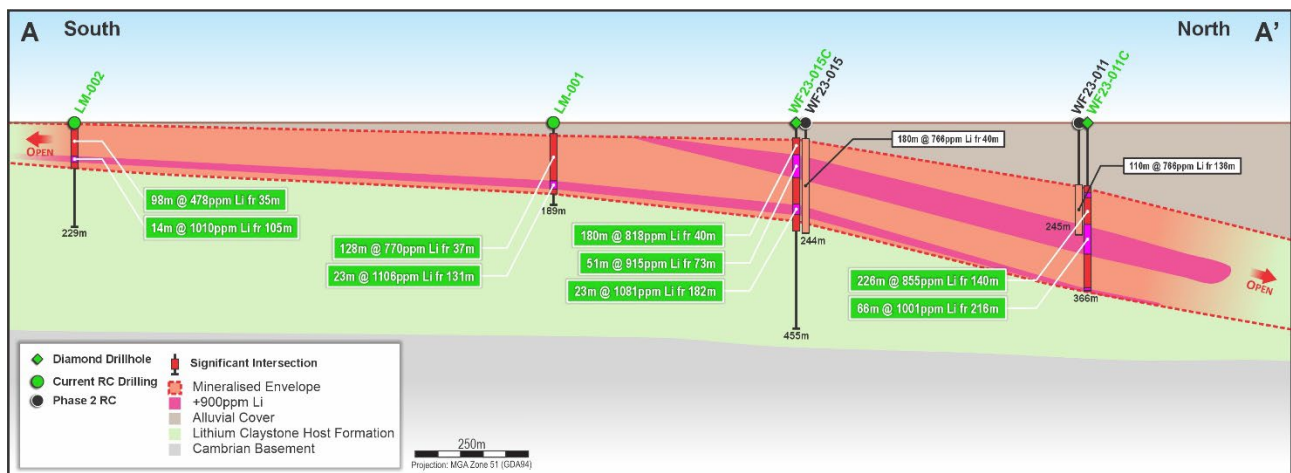 A South
North A'
LM-002
LM-001
WF23-015C
WF23-015
WF23-011
WF23-011C
OPEN
180m @ 766ppm Li fr 40m
110m @ 766ppm Li fr 136m
98m @ 478ppm Li fr 35m
14m @ 1010ppm Li fr 105m
229m
189m
128m @ 770ppm Li fr 37m
23m @ 1106ppm Li fr 131m
180m @ 818ppm Li fr 40m
51m @ 915ppm Li fr 73m
23m @ 1081ppm Li fr 182m
244m
455m
245m
226m @ 855ppm Li fr 140m
66m @ 1001ppm Li fr 216m
366m
OPEN
Diamond Drillhole
Current RC Drilling
Phase 2 RC
Significant Intersection
Mineralised Envelope
+900ppm Li
Alluvial Cover
Lithium Claystone Host Formation
Cambrian Basement
250m
Projection: MGA Zone 51 (GDA94)